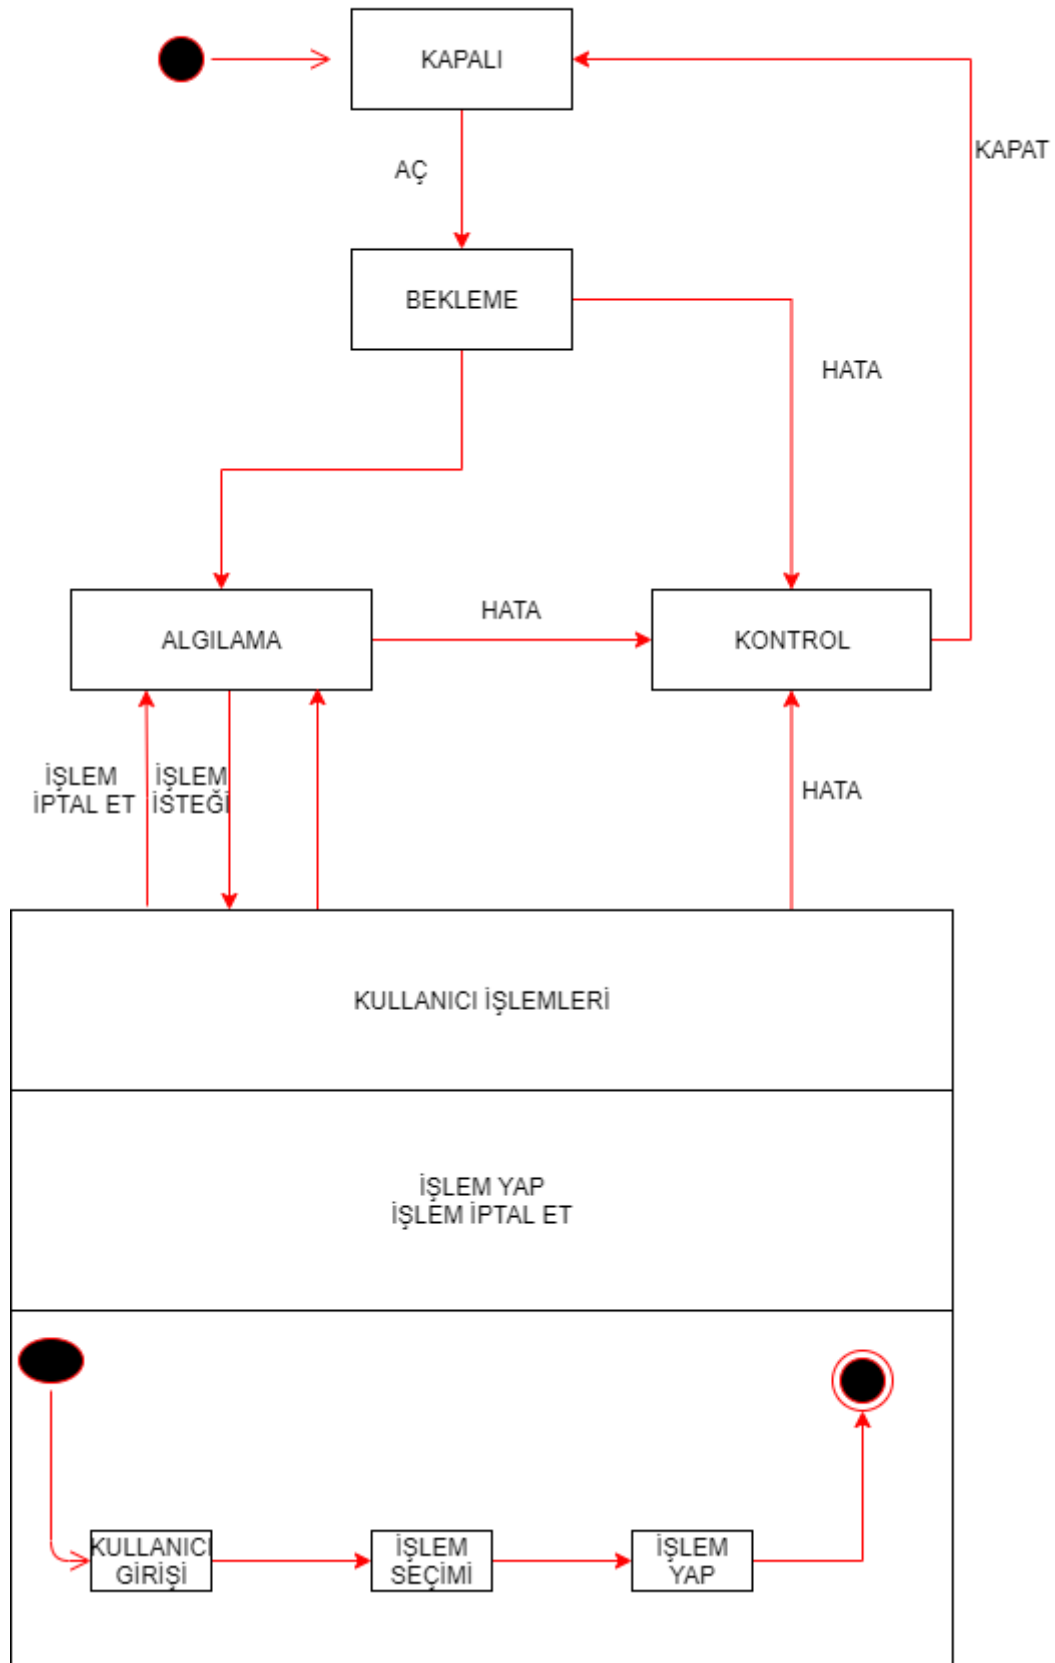 KAPALI
KAPAT
AÇ
BEKLEME
HATA
HATA
ALGILAMA
KONTROL
İŞLEM
İPTAL ET
İŞLEM
İSTEĞİ
HATA
KULLANICI İŞLEMLERİ
İŞLEM YAP
İŞLEM İPTAL ET
KULLANICI
GİRİŞİ
İŞLEM
SEÇİMİ
İŞLEM
YAP